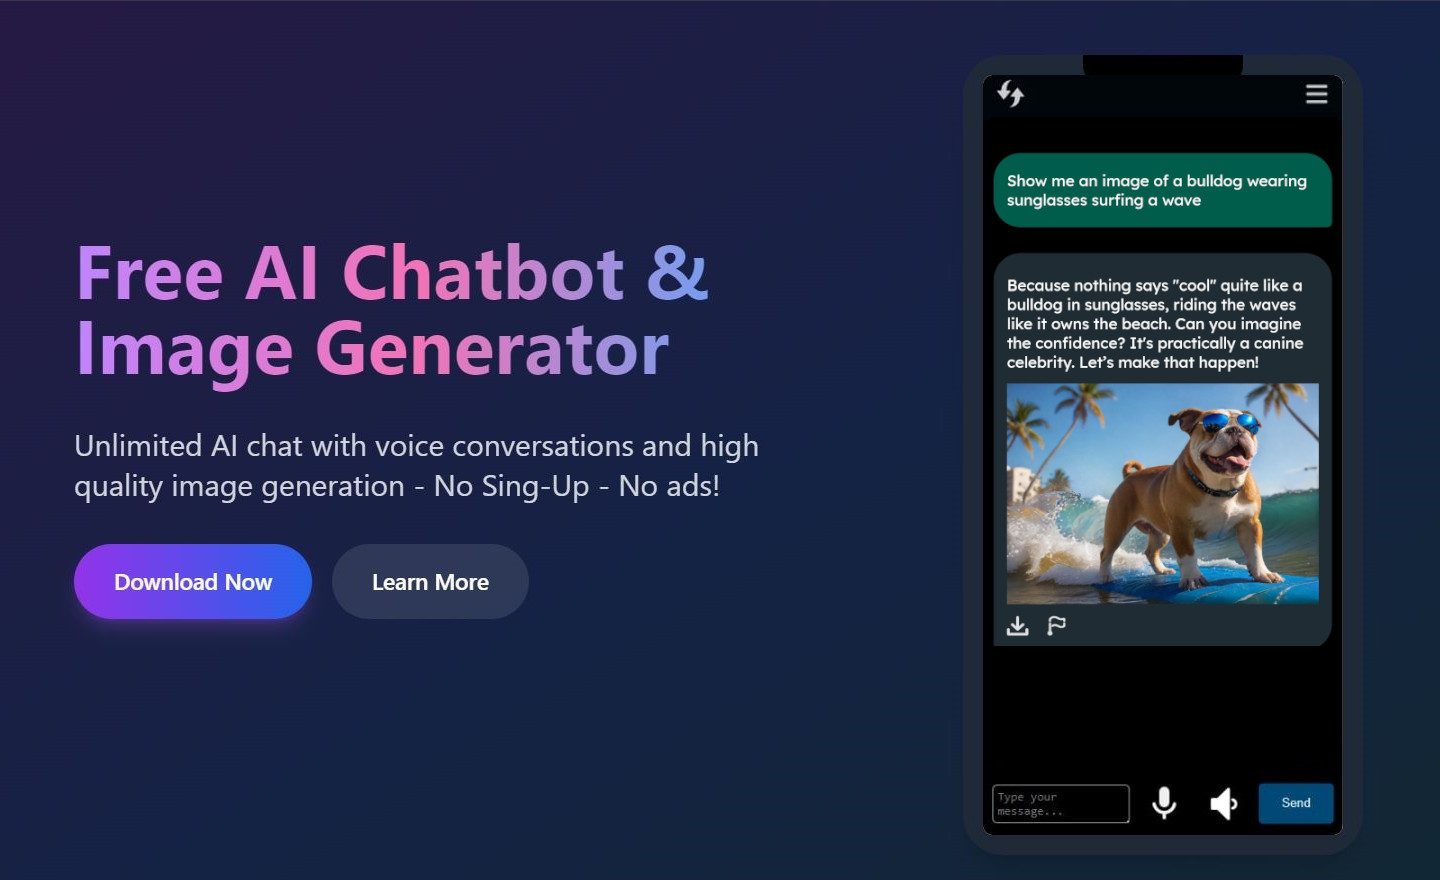 Free AI Chatbot &
Image Generator
Unlimited AI chat with voice conversations and high
quality image generation - No Sing-Up - No ads!
Download Now
Learn More
Show me an image of a bulldog wearing
sunglasses surfing a wave
Because nothing says "cool" quite like a
bulldog in sunglasses, riding the waves
like it owns the beach. Can you imagine
the confidence? It's practically a canine
celebrity. Let’s make that happen!
Type your
message...
Send